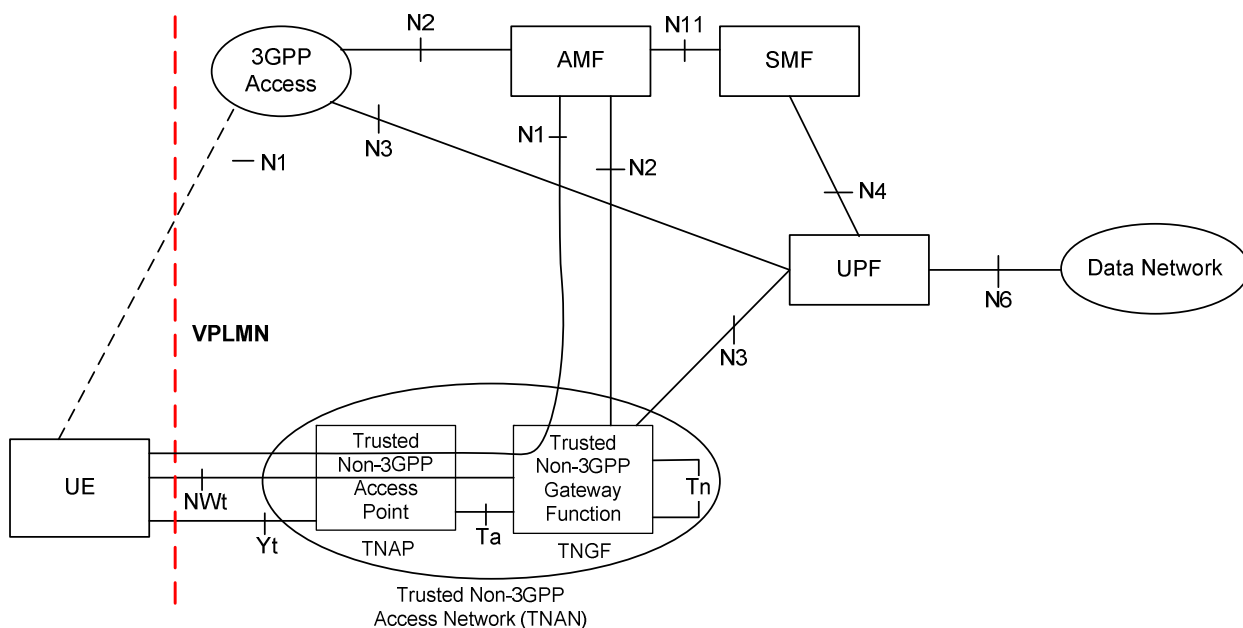 N2
N11
3GPP
Access
AMF
SMF
N1
N3
N1
N2
N4
UPF
Data Network
N6
VPLMN
N3
UE
Trusted
Non-3GPP
Access
Point
Trusted
Non-3GPP
Gateway
Function
Tn
NWt
Yt
Ta
TNAP
TNGF
Trusted Non-3GPP
Access Network (TNAN)